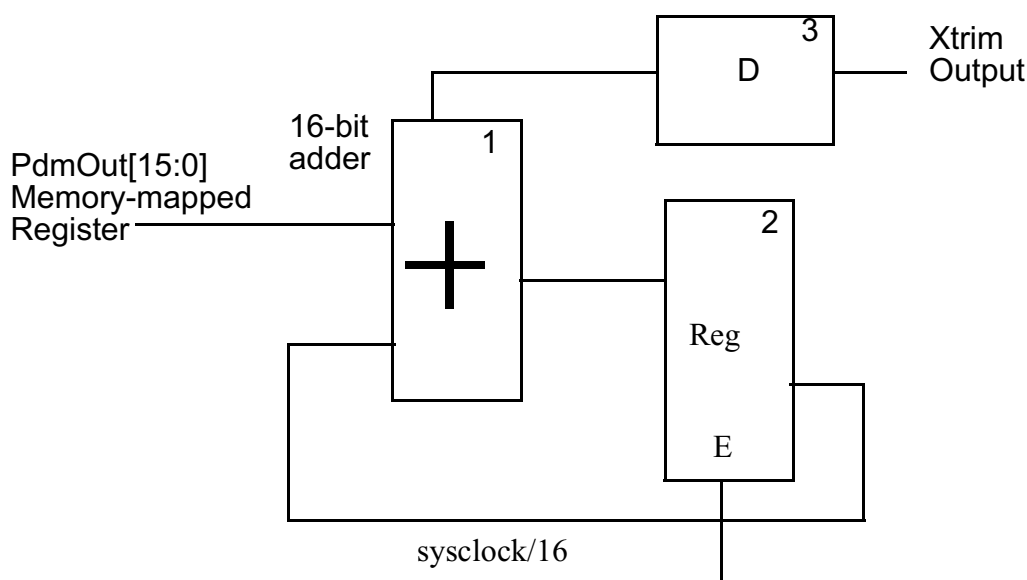 3
Xtrim
Output
D
16-bit
adder
1
PdmOut[15:0]
Memory-mapped
Register
2
+
Reg
E
sysclock/16